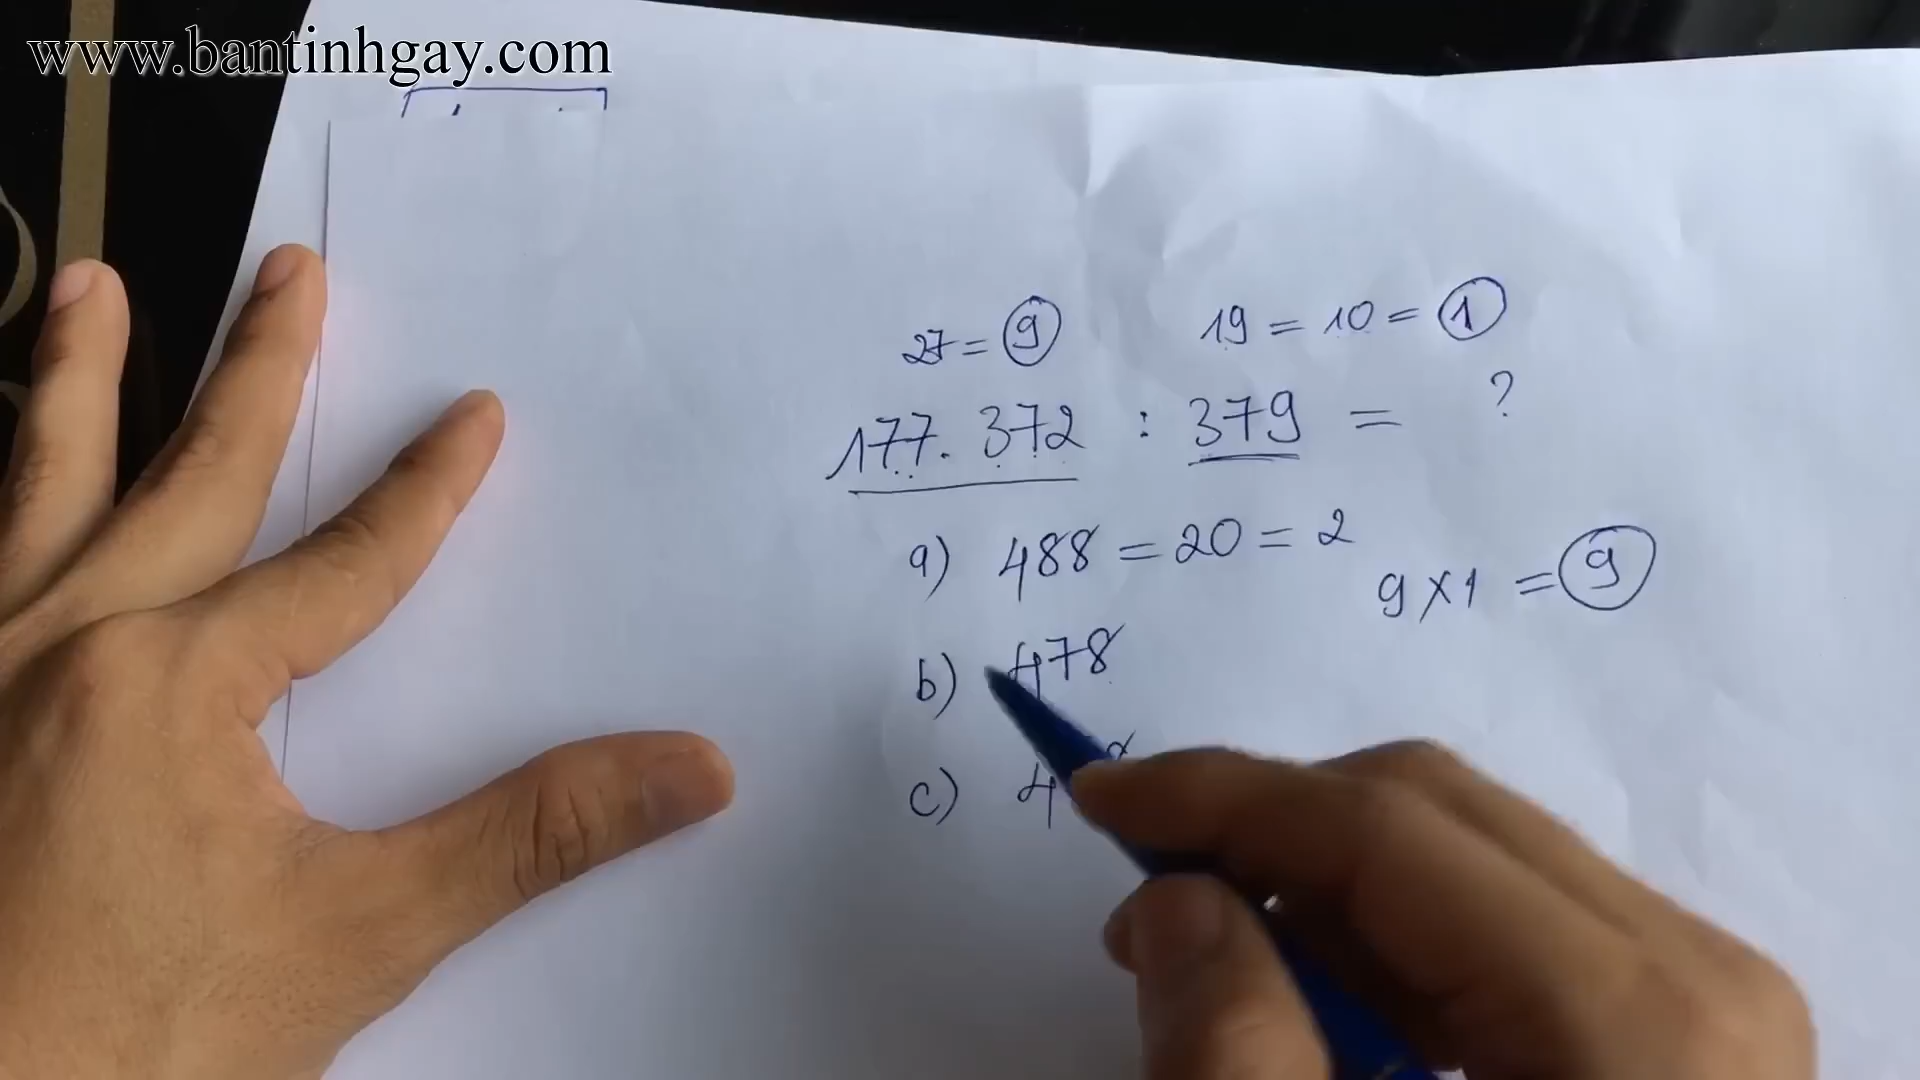 www.bantinhgay.com
27 = 9 19 = 10 = 1
177.372 : 379 = ?
a) 488 = 20 = 2
9 x 1 = 9
b) 478
c) 4